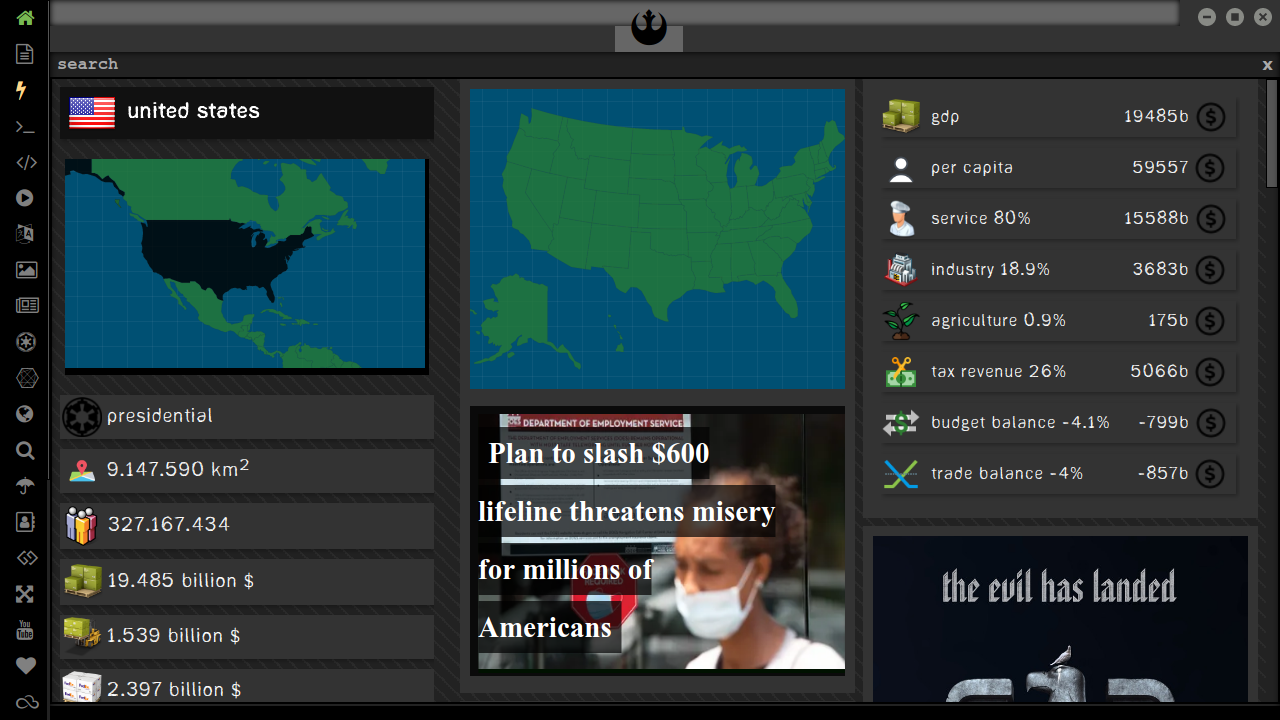 search
x
united states
presidential
9.147.590 km²
327.167.434
19.485 billion $
1.539 billion $
2.397 billion $
DEPARTMENT OF EMPLOYMENT SERVICES
Plan to slash $600
lifeline threatens misery
for millions of
Americans
gdp 19485b
per capita 59557
service 80% 15588b
industry 18.9% 3683b
agriculture 0.9% 175b
tax revenue 26% 5066b
budget balance -4.1% -799b
trade balance -4% -857b
the evil has landed
You
Tube